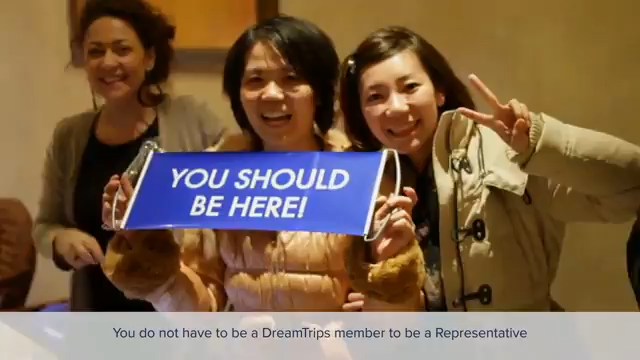 YOU SHOULD
BE HERE!
You do not have to be a DreamTrips member to be a Representative